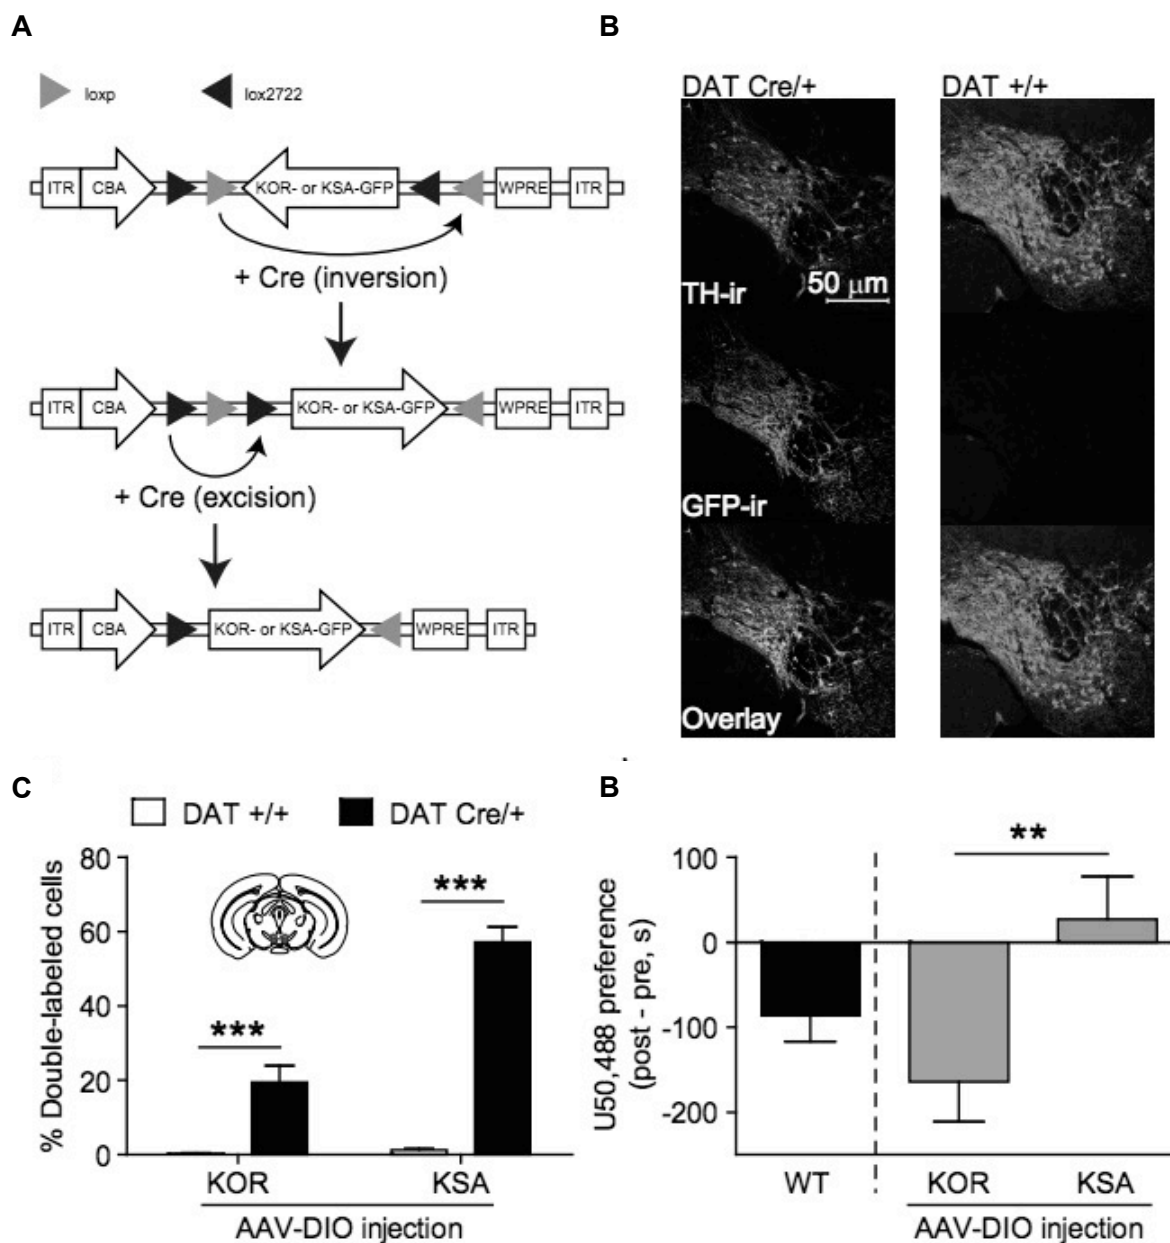 A
loxp
lox2722
ITR CBA KOR- or KSA-GFP WPRE ITR
+ Cre (inversion)
ITR CBA KOR- or KSA-GFP WPRE ITR
+ Cre (excision)
ITR CBA KOR- or KSA-GFP WPRE ITR
B
DAT Cre/+
DAT +/+
TH-ir
50 μm
GFP-ir
Overlay
C
DAT +/+
DAT Cre/+
% Double-labeled cells
80
60
40
20
0
***
***
KOR
KSA
AAV-DIO injection
B
U50,488 preference
(post - pre, s)
100
0
-100
-200
**
WT
KOR
KSA
AAV-DIO injection